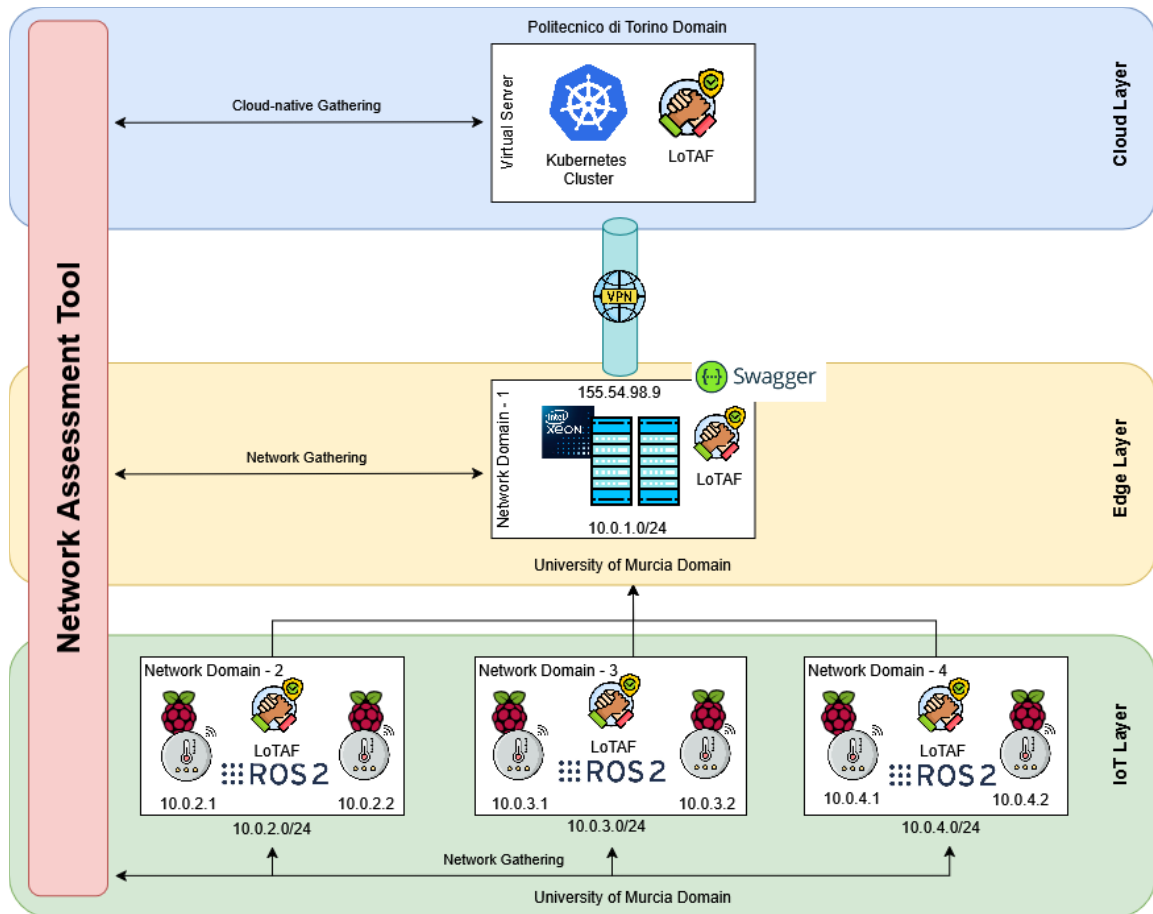 Politecnico di Torino Domain
Virtual Server
Kubernetes
Cluster
LoTAF
Cloud-native Gathering
Cloud Layer
Network Assessment Tool
VPN
Swagger
155.54.98.9
Network Domain - 1
intel
XEON
LoTAF
10.0.1.0/24
Network Gathering
University of Murcia Domain
Edge Layer
Network Domain - 2
LoTAF
ROS 2
10.0.2.1
10.0.2.2
10.0.2.0/24
Network Domain - 3
LoTAF
ROS 2
10.0.3.1
10.0.3.2
10.0.3.0/24
Network Domain - 4
LoTAF
ROS 2
10.0.4.1
10.0.4.2
10.0.4.0/24
IoT Layer
Network Gathering
University of Murcia Domain